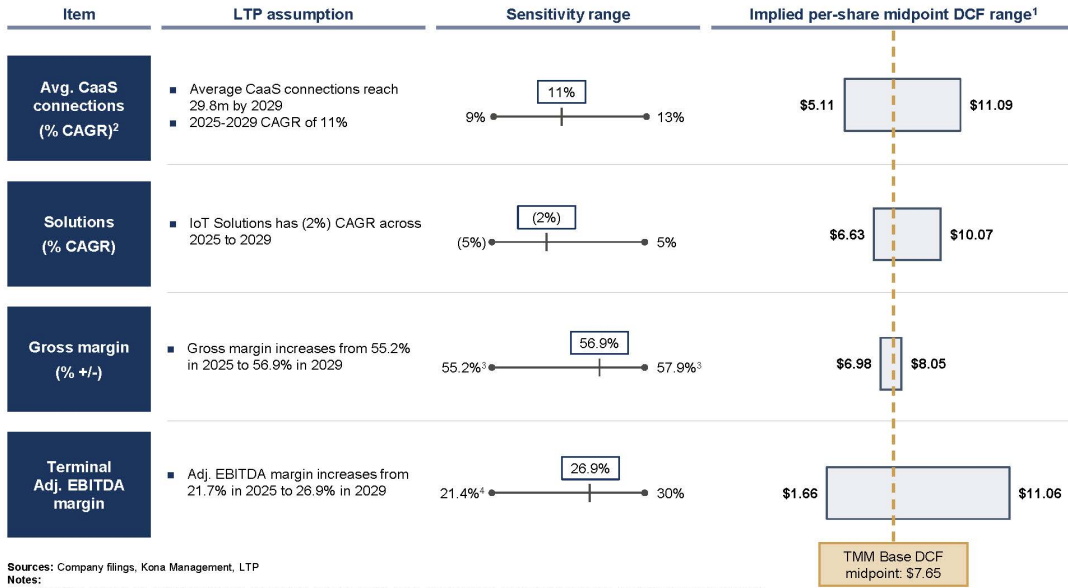 Item
LTP assumption
Sensitivity range
Implied per-share midpoint DCF range¹
Avg. CaaS
connections
(% CAGR)²
■ Average CaaS connections reach
29.8m by 2029
■ 2025-2029 CAGR of 11%
11%
9%
13%
$5.11
$11.09
Solutions
(% CAGR)
■ IoT Solutions has (2%) CAGR across
2025 to 2029
(2%)
(5%)
5%
$6.63
$10.07
Gross margin
(% +/-)
■ Gross margin increases from 55.2%
in 2025 to 56.9% in 2029
56.9%
55.2%³
57.9%³
$6.98
$8.05
Terminal
Adj. EBITDA
margin
■ Adj. EBITDA margin increases from
21.7% in 2025 to 26.9% in 2029
26.9%
21.4%⁴
30%
$1.66
$11.06
TMM Base DCF
midpoint: $7.65
Sources: Company filings, Kona Management, LTP
Notes: